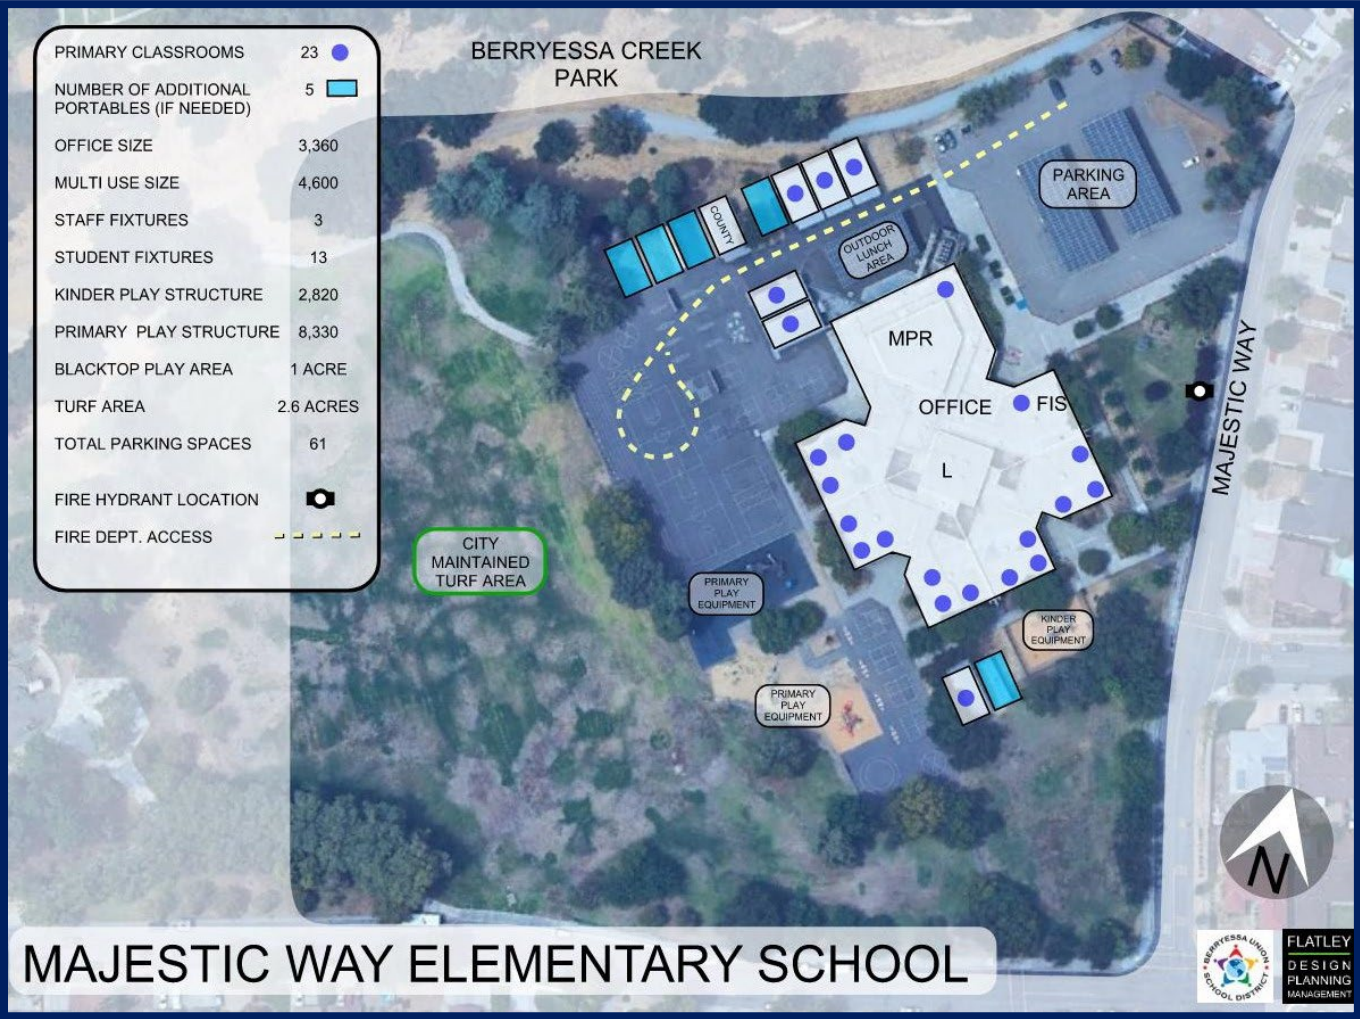 PRIMARY CLASSROOMS 23
NUMBER OF ADDITIONAL
PORTABLES (IF NEEDED) 5
OFFICE SIZE 3,360
MULTI USE SIZE 4,600
STAFF FIXTURES 3
STUDENT FIXTURES 13
KINDER PLAY STRUCTURE 2,820
PRIMARY PLAY STRUCTURE 8,330
BLACKTOP PLAY AREA 1 ACRE
TURF AREA 2.6 ACRES
TOTAL PARKING SPACES 61
FIRE HYDRANT LOCATION
FIRE DEPT. ACCESS
BERRYESSA CREEK
PARK
PARKING
AREA
COUNTY
OUTDOOR
LUNCH
AREA
MPR
OFFICE
FIS
L
MAJESTIC WAY
CITY
MAINTAINED
TURF AREA
PRIMARY
PLAY
EQUIPMENT
KINDER
PLAY
EQUIPMENT
PRIMARY
PLAY
EQUIPMENT
N
MAJESTIC WAY ELEMENTARY SCHOOL
BERRYESSA UNION
SCHOOL DISTRICT
FLATLEY
DESIGN
PLANNING
MANAGEMENT